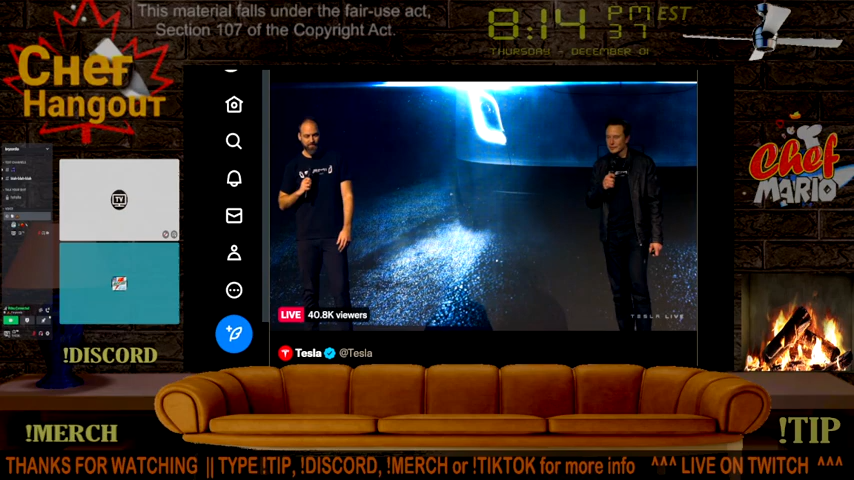 This material falls under the fair-use act,
Section 107 of the Copyright Act.
8:14 PM EST
37
THURSDAY - DECEMBER 01
CHEF
HANGOUT
Chef
MARIO
TV
LIVE 40.8K viewers
TESLA LIVE
Tesla @Tesla
!DISCORD
!MERCH
!TIP
THANKS FOR WATCHING || TYPE !TIP, !DISCORD, !MERCH or !TIKTOK for more info ^^^ LIVE ON TWITCH ^^^